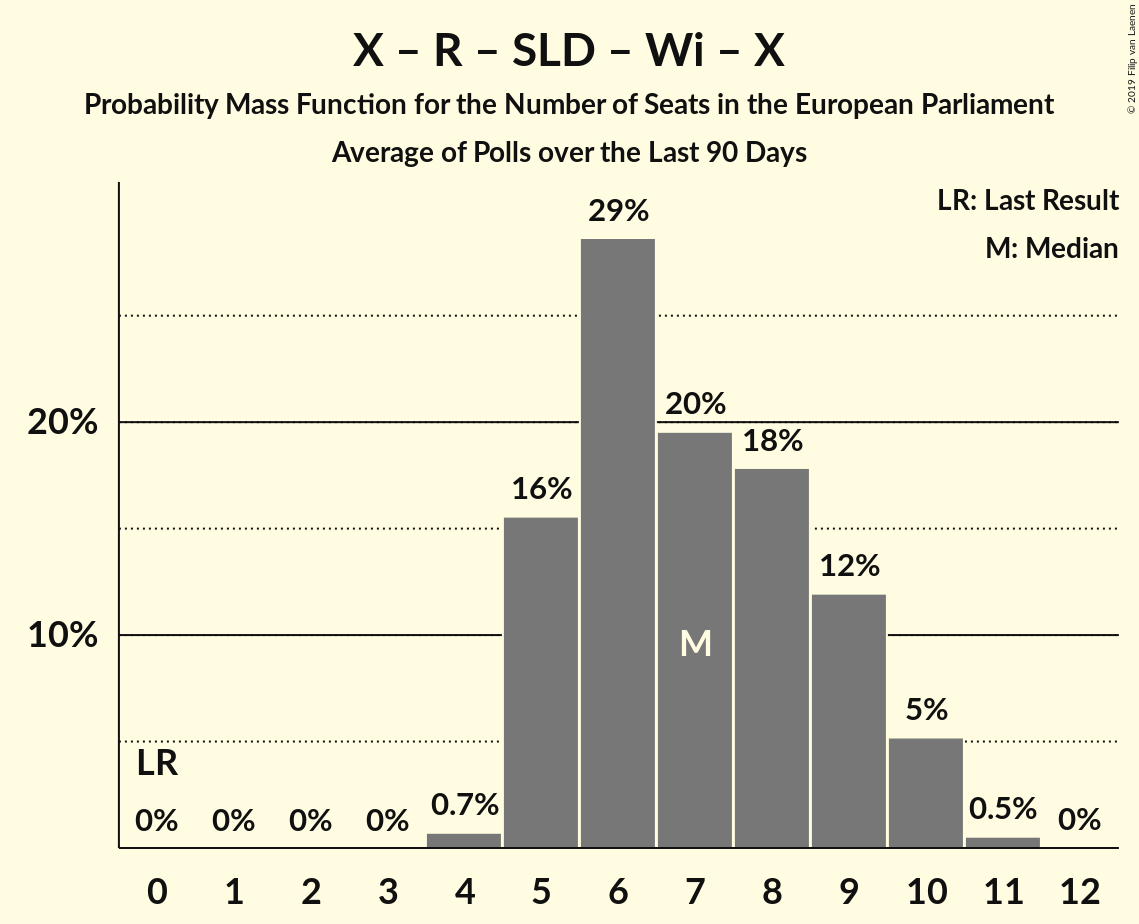 X – R – SLD – Wi – X
Probability Mass Function for the Number of Seats in the European Parliament
Average of Polls over the Last 90 Days
© 2019 Filip van Laenen
LR: Last Result
M: Median
29%
20%
20%
18%
16%
12%
10%
M
5%
LR
0% 0% 0% 0% 0.7% 0.5% 0%
0 1 2 3 4 5 6 7 8 9 10 11 12